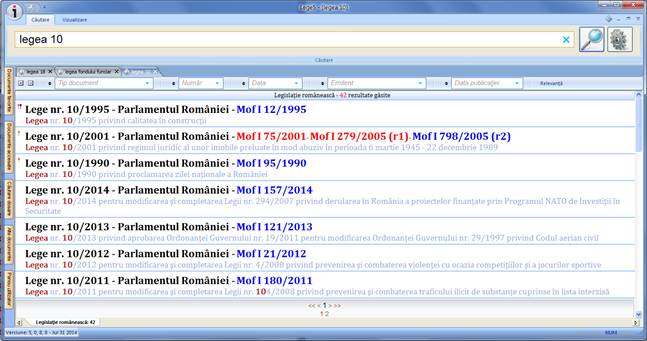 Lege5 - [legea 10]
Căutare Vizualizare
legea 10
Căutare
legea 18 legea fondului funciar
Tip document Număr Data Emitent Data publicației Relevanță
Legislație românească - 42 rezultate găsite
Lege nr. 10/1995 - Parlamentul României - Mof I 12/1995
Legea nr. 10/1995 privind calitatea în construcții
Lege nr. 10/2001 - Parlamentul României - Mof I 75/2001- Mof I 279/2005 (r1)- Mof I 798/2005 (r2)
Legea nr. 10/2001 privind regimul juridic al unor imobile preluate în mod abuziv în perioada 6 martie 1945 - 22 decembrie 1989
Lege nr. 10/1990 - Parlamentul României - Mof I 95/1990
Legea nr. 10/1990 privind proclamarea zilei naționale a României
Lege nr. 10/2014 - Parlamentul României - Mof I 157/2014
Legea nr. 10/2014 pentru modificarea și completarea Legii nr. 294/2007 privind derularea în România a proiectelor finanțate prin Programul NATO de Investiții în
Securitate
Lege nr. 10/2013 - Parlamentul României - Mof I 121/2013
Legea nr. 10/2013 privind aprobarea Ordonanței Guvernului nr. 19/2011 pentru modificarea Ordonanței Guvernului nr. 29/1997 privind Codul aerian civil
Lege nr. 10/2012 - Parlamentul României - Mof I 21/2012
Legea nr. 10/2012 pentru modificarea și completarea Legii nr. 4/2008 privind prevenirea și combaterea violenței cu ocazia competițiilor și a jocurilor sportive
Lege nr. 10/2011 - Parlamentul României - Mof I 180/2011
Legea nr. 10/2011 pentru modificarea și completarea Legii nr. 104/2008 privind prevenirea și combaterea traficului ilicit de substanțe cuprinse în lista interzisă
<< < 1 > >>
1 2
Legislație românească: 42
Versiune: 5, 0, 8, 8 - Jul 31 2014 NUM
Documente favorite
Documente accesate
Căutare dosare
Alte documente
Panou utilizator